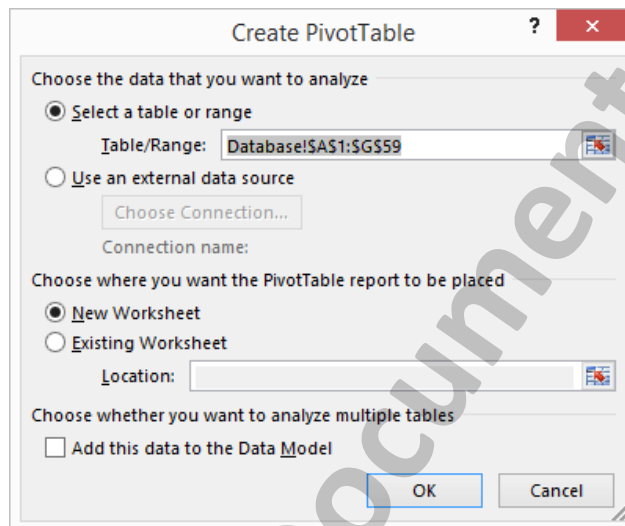 Create PivotTable
?
Choose the data that you want to analyze
Select a table or range
Table/Range: Database!$A$1:$G$59
Use an external data source
Choose Connection...
Connection name:
Choose where you want the PivotTable report to be placed
New Worksheet
Existing Worksheet
Location:
Choose whether you want to analyze multiple tables
Add this data to the Data Model
OK Cancel
ocument